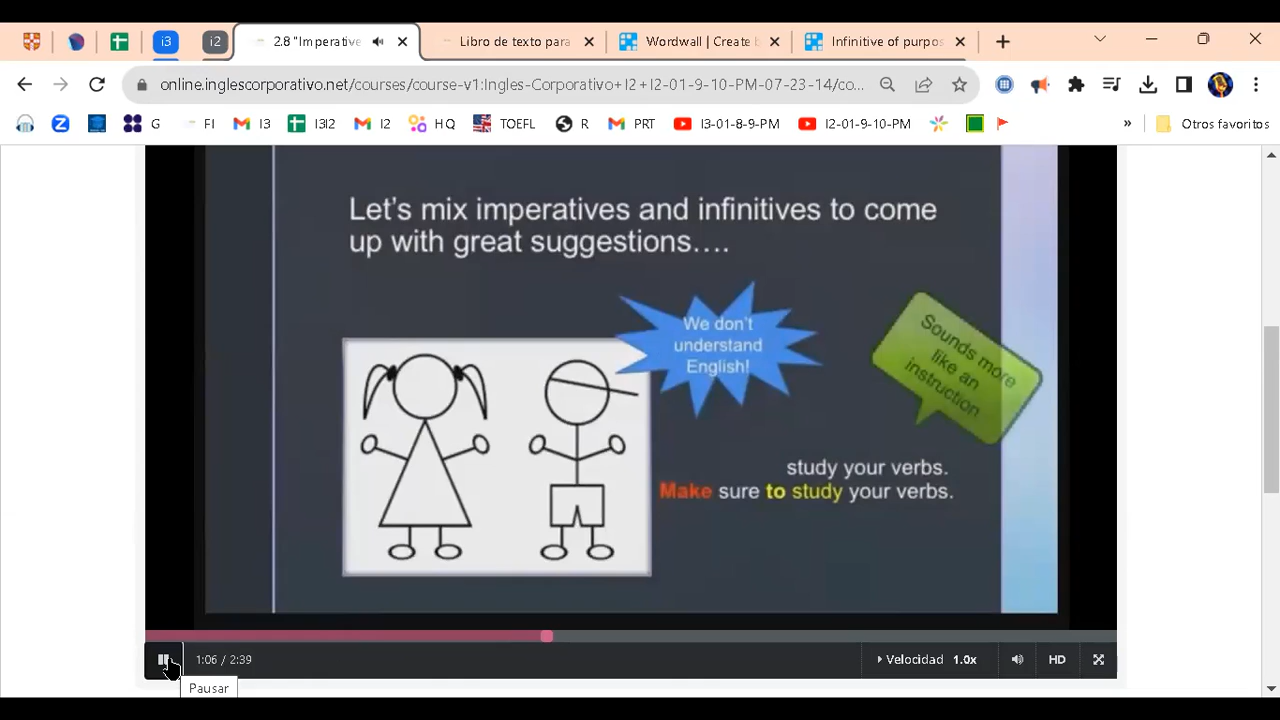 i3
i2
2.8 "Imperative
Libro de texto para
Wordwall | Create b
Infinitive of purpos
online.inglescorporativo.net/courses/course-v1:Ingles-Corporativo+I2+I2-01-9-10-PM-07-23-14/co...
G
FI
I3
I3I2
I2
HQ
TOEFL
R
PRT
I3-01-8-9-PM
I2-01-9-10-PM
»
Otros favoritos
Let's mix imperatives and infinitives to come
up with great suggestions....
We don't
understand
English!
Sounds more
like an
instruction
study your verbs.
Make sure to study your verbs.
1:06 / 2:39
Velocidad 1.0x
HD
Pausar